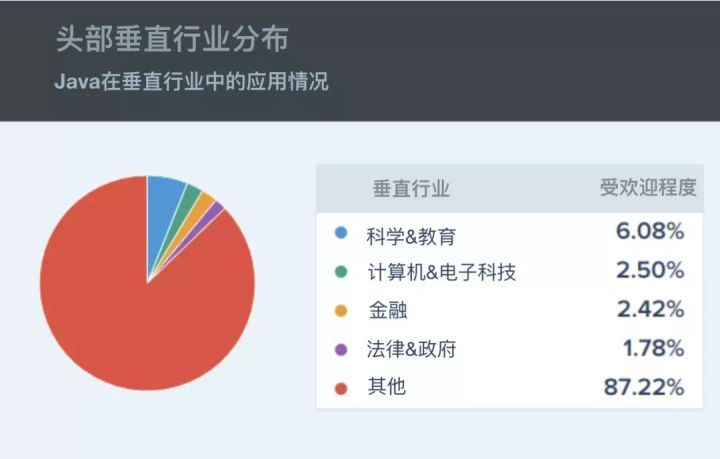 头部垂直行业分布
Java在垂直行业中的应用情况
垂直行业 受欢迎程度
科学&教育 6.08%
计算机&电子科技 2.50%
金融 2.42%
法律&政府 1.78%
其他 87.22%